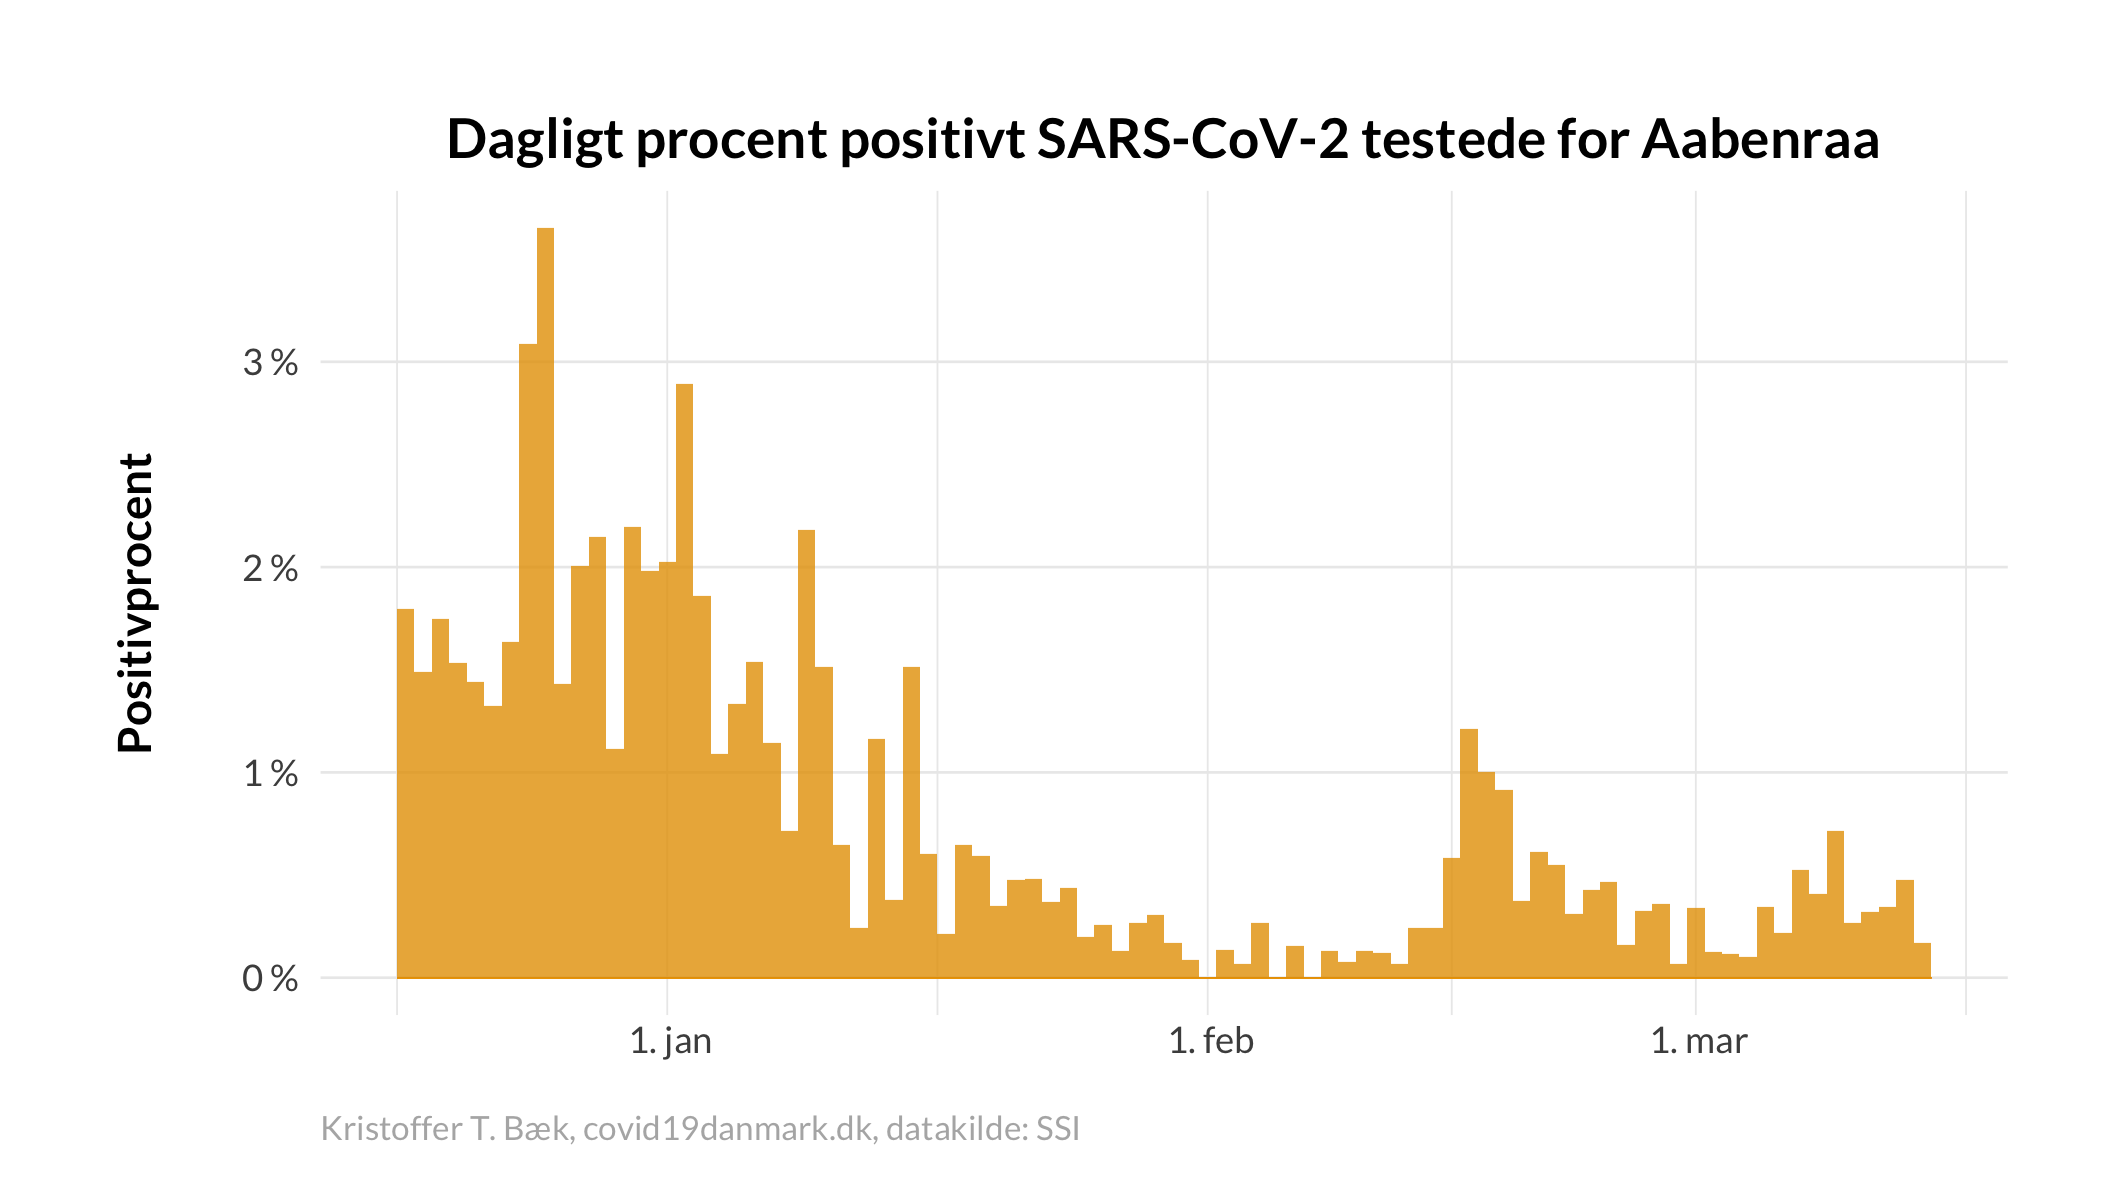 Dagligt procent positivt SARS-CoV-2 testede for Aabenraa
Positivprocent
3 %
2 %
1 %
0 %
1. jan
1. feb
1. mar
Kristoffer T. Bæk, covid19danmark.dk, datakilde: SSI